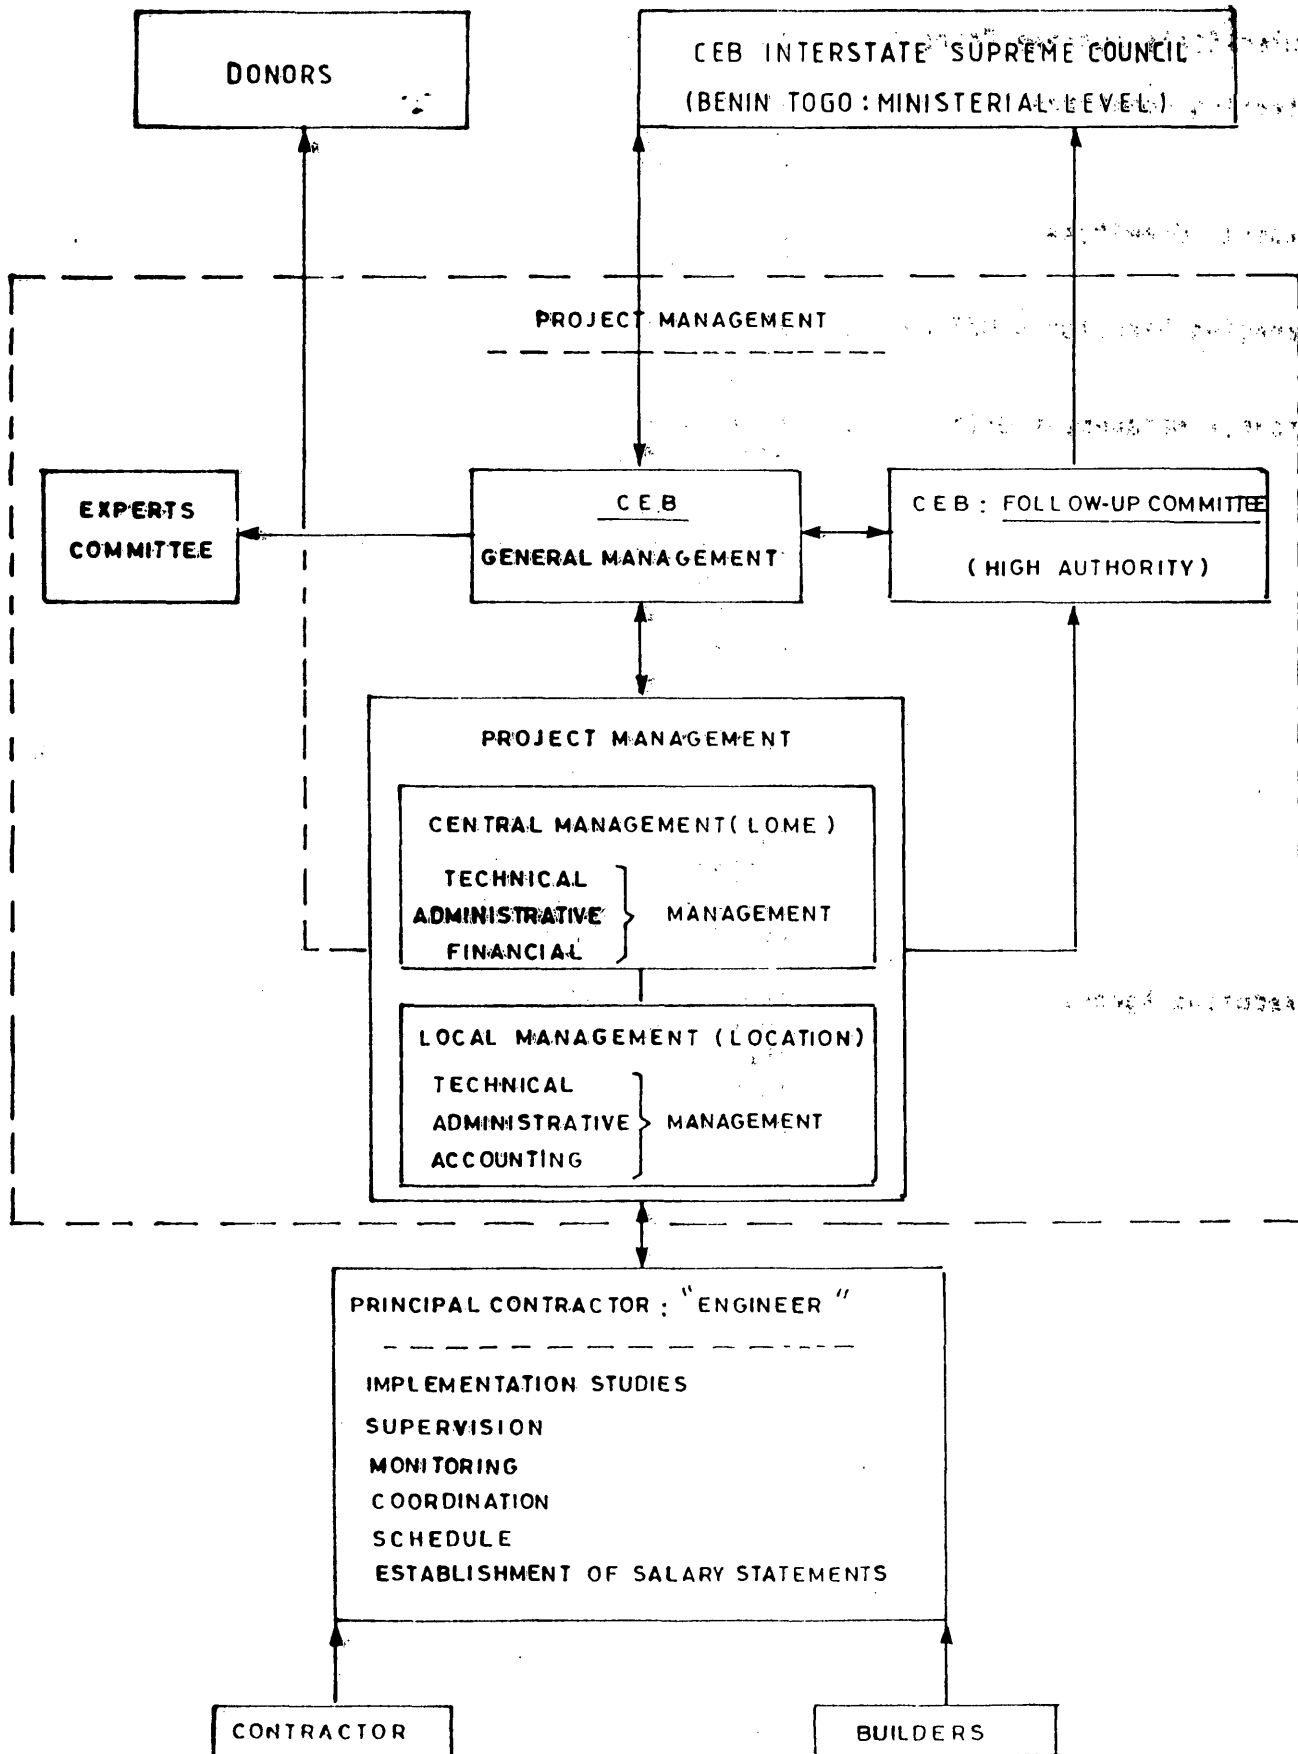 DONORS
CEB INTERSTATE SUPREME COUNCIL
(BENIN TOGO : MINISTERIAL LEVEL)
PROJECT MANAGEMENT
EXPERTS
COMMITTEE
CEB
GENERAL MANAGEMENT
CEB : FOLLOW-UP COMMITTEE
(HIGH AUTHORITY)
PROJECT MANAGEMENT
CENTRAL MANAGEMENT (LOME)
TECHNICAL
ADMINISTRATIVE } MANAGEMENT
FINANCIAL
LOCAL MANAGEMENT (LOCATION)
TECHNICAL
ADMINISTRATIVE } MANAGEMENT
ACCOUNTING
PRINCIPAL CONTRACTOR : "ENGINEER"
IMPLEMENTATION STUDIES
SUPERVISION
MONITORING
COORDINATION
SCHEDULE
ESTABLISHMENT OF SALARY STATEMENTS
CONTRACTOR
BUILDERS